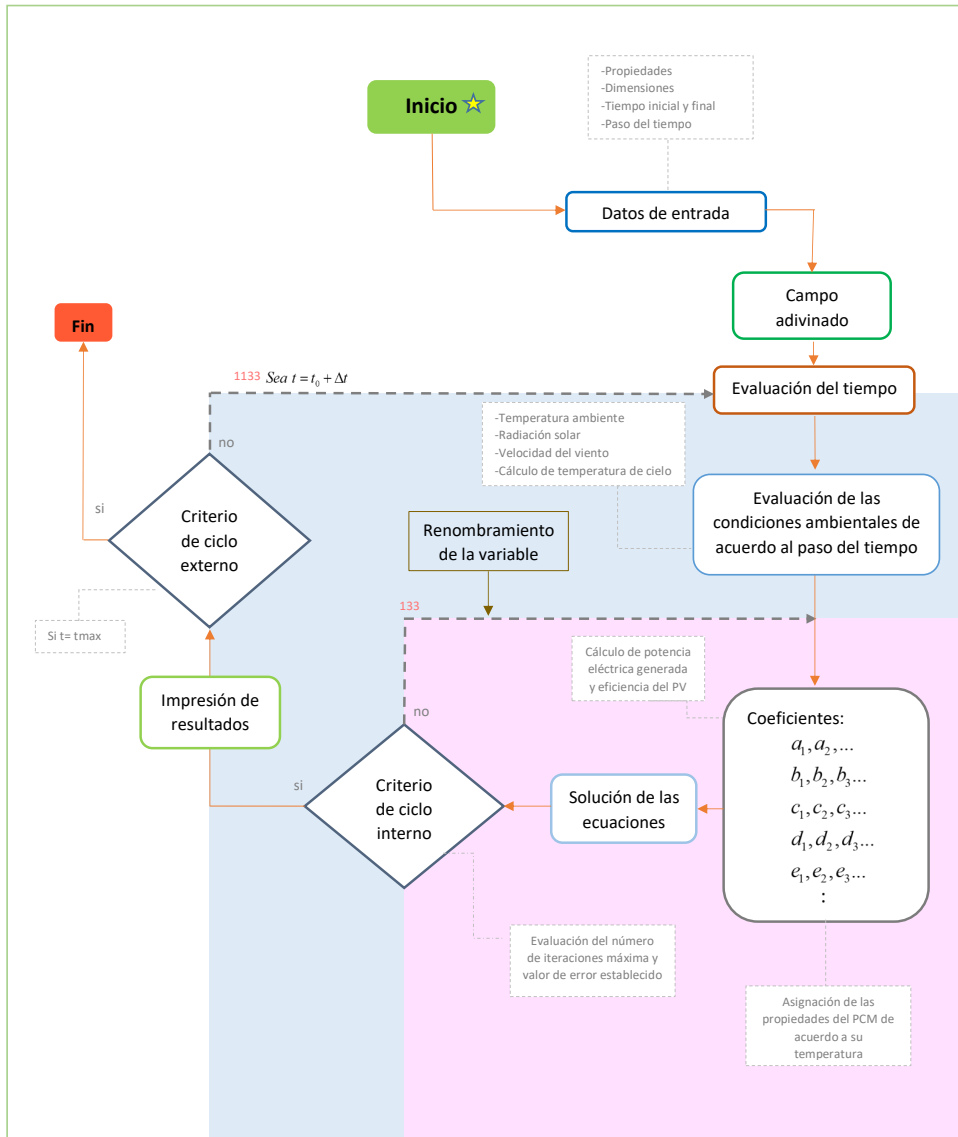 Inicio
-Propiedades
-Dimensiones
-Tiempo inicial y final
-Paso del tiempo
Datos de entrada
Campo
adivinado
Fin
1133 Sea t = t₀ + Δt
Evaluación del tiempo
-Temperatura ambiente
-Radiación solar
-Velocidad del viento
-Cálculo de temperatura de cielo
no
si
Criterio
de ciclo
externo
Evaluación de las
condiciones ambientales de
acuerdo al paso del tiempo
Renombramiento
de la variable
133
Si t= tmax
Cálculo de potencia
eléctrica generada
y eficiencia del PV
Impresión de
resultados
no
si
Criterio
de ciclo
interno
Solución de las
ecuaciones
Coeficientes:
a₁,a₂,...
b₁,b₂,b₃...
c₁,c₂,c₃...
d₁,d₂,d₃...
e₁,e₂,e₃...
:
Evaluación del número
de iteraciones máxima y
valor de error establecido
Asignación de las
propiedades del PCM de
acuerdo a su
temperatura